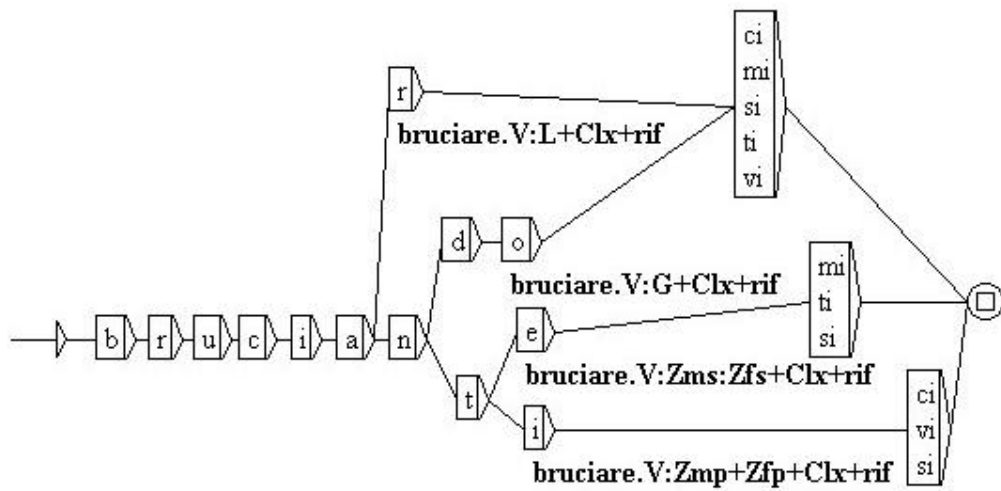 ci
mi
si
ti
vi
r
bruciare.V:L+Clx+rif
d o
bruciare.V:G+Clx+rif
mi
ti
si
b r u c i a n
e
bruciare.V:Zms:Zfs+Clx+rif
t
i
ci
vi
si
bruciare.V:Zmp+Zfp+Clx+rif